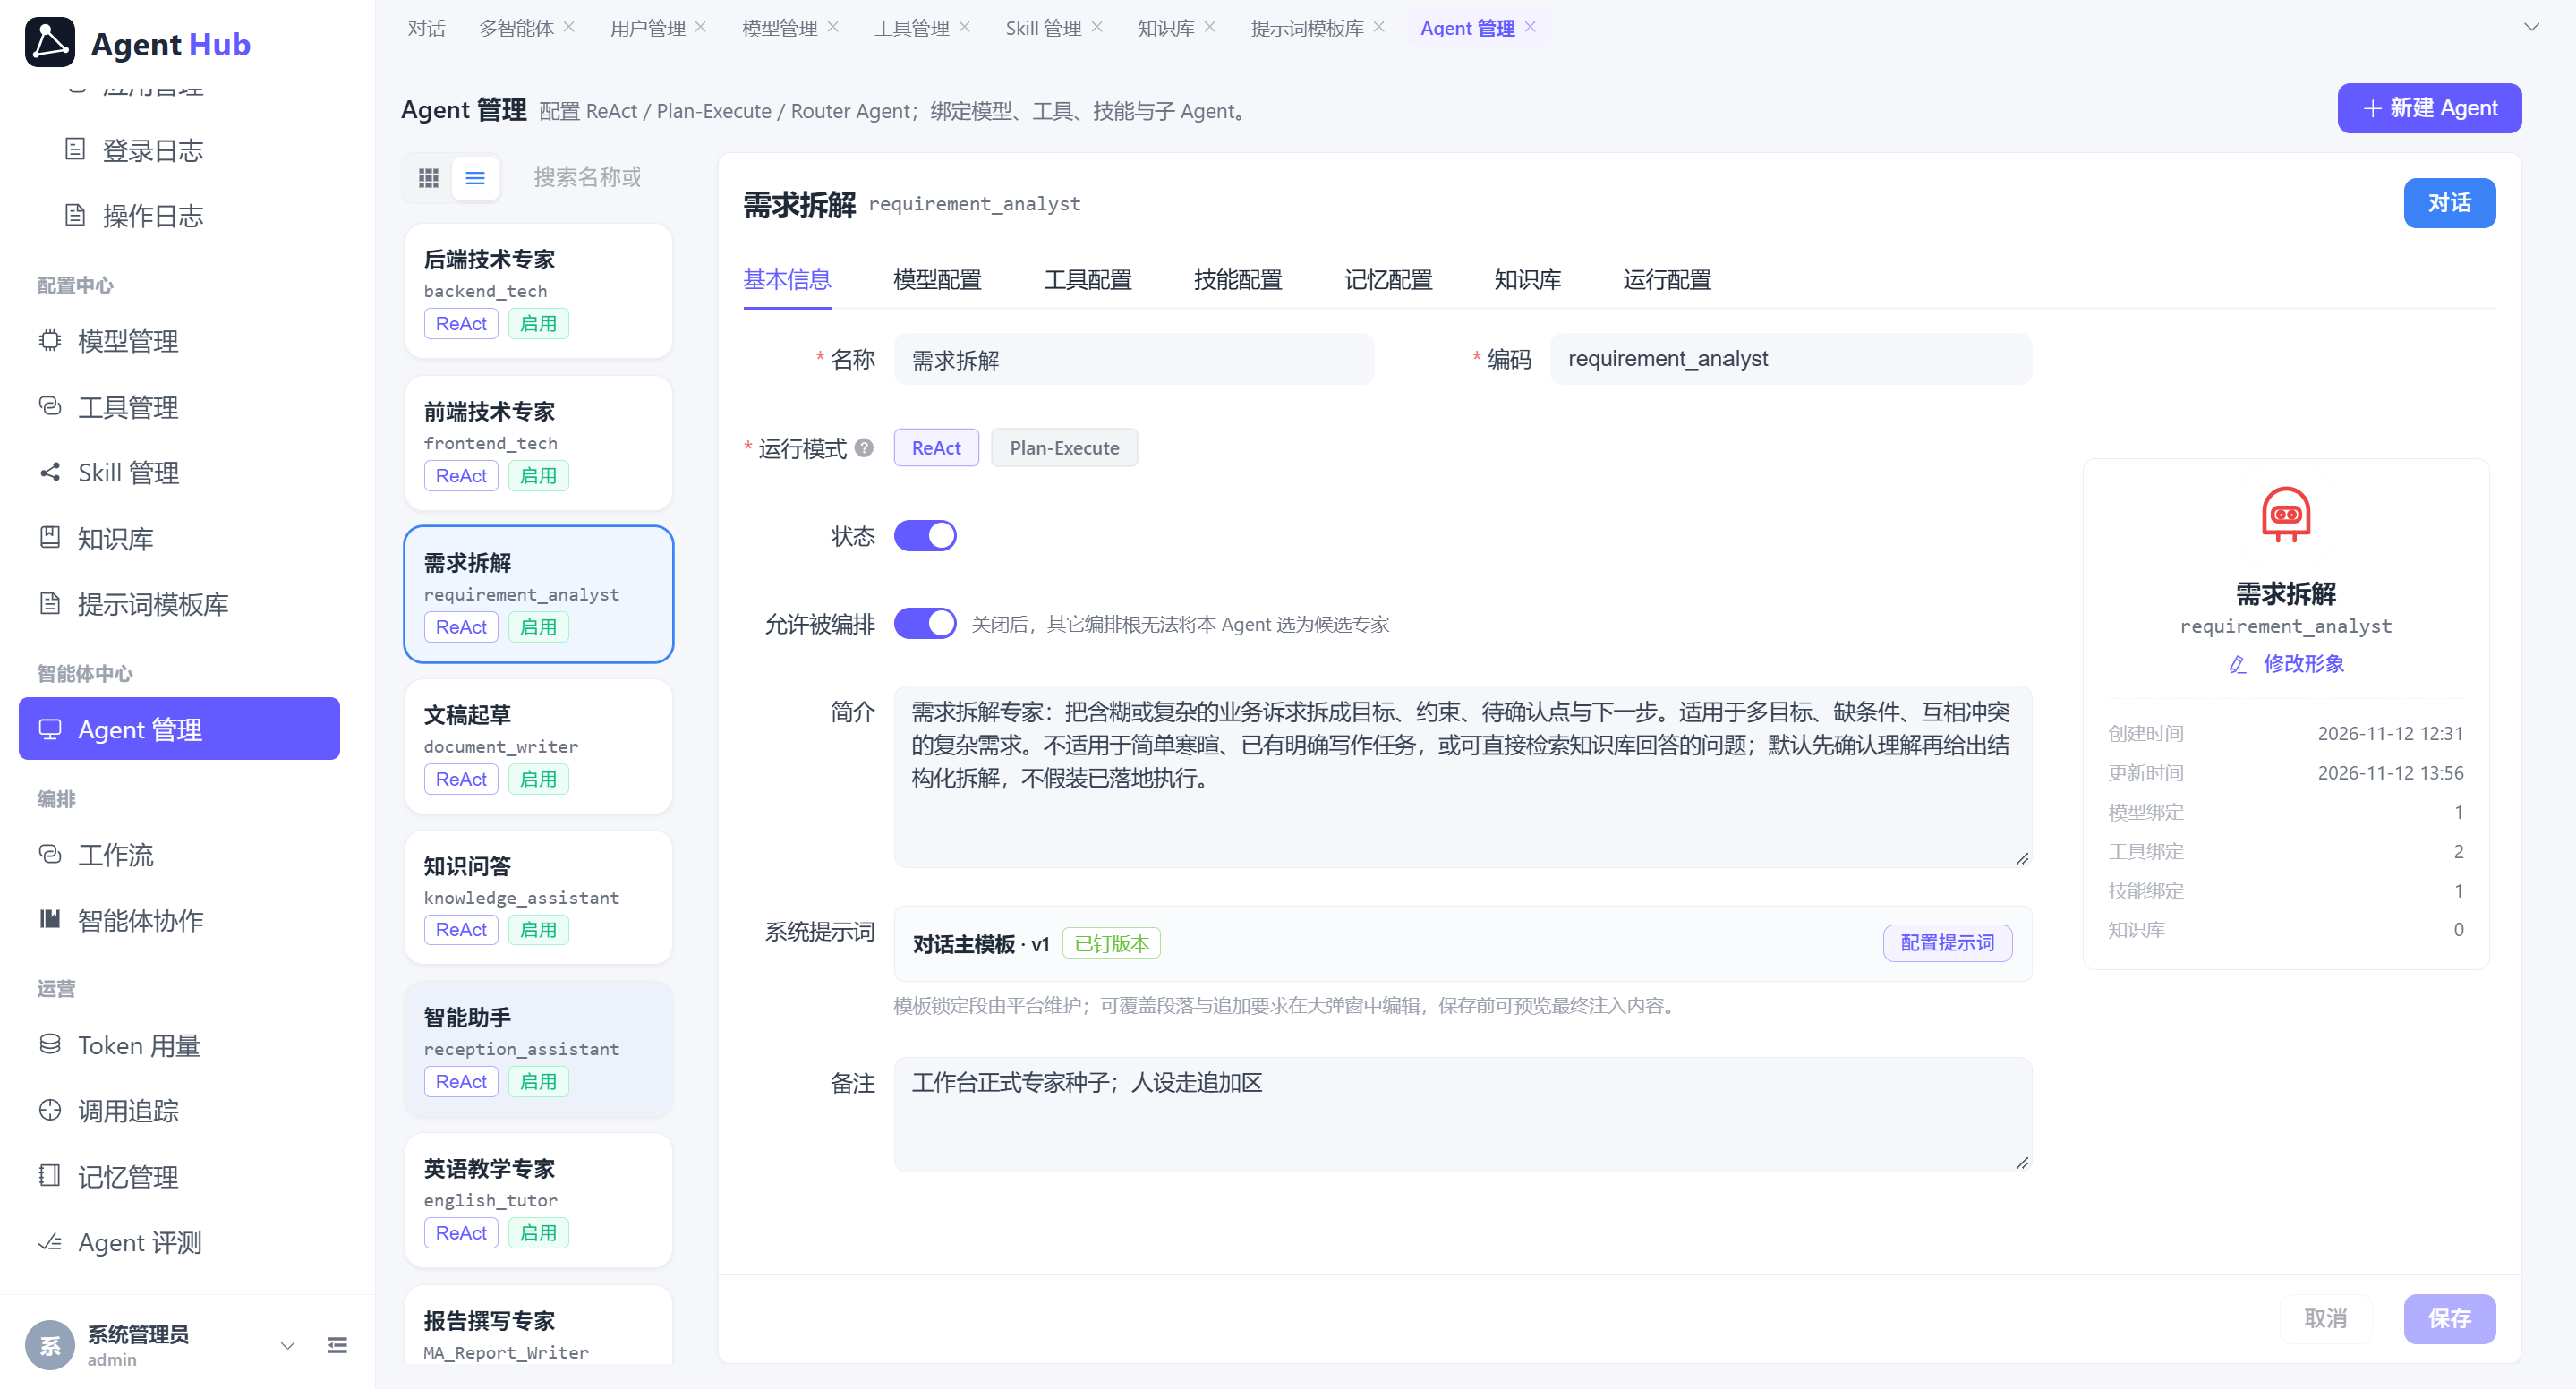 Agent Hub
应用管理
登录日志
操作日志
配置中心
模型管理
工具管理
Skill 管理
知识库
提示词模板库
智能体中心
Agent 管理
编排
工作流
智能体协作
运营
Token 用量
调用追踪
记忆管理
Agent 评测
系
系统管理员
admin
对话 多智能体 用户管理 模型管理 工具管理 Skill 管理 知识库 提示词模板库 Agent 管理
Agent 管理 配置 ReAct / Plan-Execute / Router Agent；绑定模型、工具、技能与子 Agent。
新建 Agent
搜索名称或
后端技术专家
backend_tech
ReAct 启用
前端技术专家
frontend_tech
ReAct 启用
需求拆解
requirement_analyst
ReAct 启用
文稿起草
document_writer
ReAct 启用
知识问答
knowledge_assistant
ReAct 启用
智能助手
reception_assistant
ReAct 启用
英语教学专家
english_tutor
ReAct 启用
报告撰写专家
MA_Report_Writer
需求拆解 requirement_analyst
对话
基本信息 模型配置 工具配置 技能配置 记忆配置 知识库 运行配置
* 名称 需求拆解
* 编码 requirement_analyst
* 运行模式 ? ReAct Plan-Execute
状态
允许被编排 关闭后，其它编排根无法将本 Agent 选为候选专家
简介
需求拆解专家：把含糊或复杂的业务诉求拆成目标、约束、待确认点与下一步。适用于多目标、缺条件、互相冲突
的复杂需求。不适用于简单寒暄、已有明确写作任务，或可直接检索知识库回答的问题；默认先确认理解再给出结
构化拆解，不假装已落地执行。
系统提示词
对话主模板 · v1 已钉版本 配置提示词
模板锁定段由平台维护；可覆盖段落与追加要求在大弹窗中编辑，保存前可预览最终注入内容。
备注
工作台正式专家种子；人设走追加区
需求拆解
requirement_analyst
修改形象
创建时间 2026-11-12 12:31
更新时间 2026-11-12 13:56
模型绑定 1
工具绑定 2
技能绑定 1
知识库 0
取消 保存